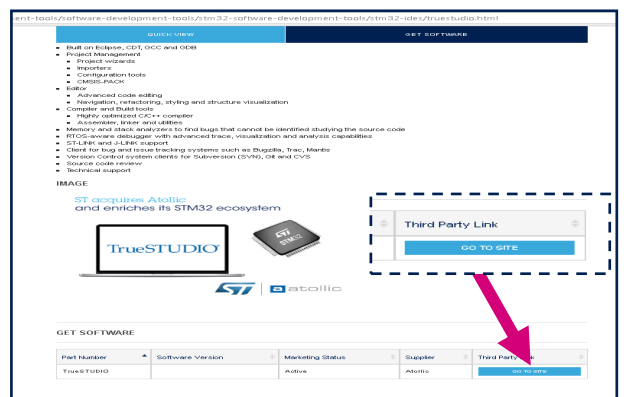 ent-tools/software-development-tools/stm32-software-development-tools/stm32-ides/truestudio.html
QUICK VIEW
GET SOFTWARE
Built on Eclipse, CDT, GCC and GDB
Project Management
Project wizards
Importers
Configuration tools
CMSIS-PACK
Editor
Advanced code editing
Navigation, refactoring, styling and structure visualization
Compiler and Build tools
Highly optimized C/C++ compiler
Assembler, linker and utilities
Memory and stack analyzers to find bugs that cannot be identified studying the source code
RTOS-aware debugger with advanced trace, visualization and analysis capabilities
ST-LINK and J-LINK support
Client for bug and issue tracking systems such as Bugzilla, Trac, Mantis
Version Control system clients for Subversion (SVN), Git and CVS
Source code review
Technical support
IMAGE
ST acquires Atollic
and enriches its STM32 ecosystem
TrueSTUDIO
STM32
ST
atollic
Third Party Link
GO TO SITE
GET SOFTWARE
Part Number
Software Version
Marketing Status
Supplier
Third Party
TrueSTUDIO
Active
Atollic
GO TO SITE